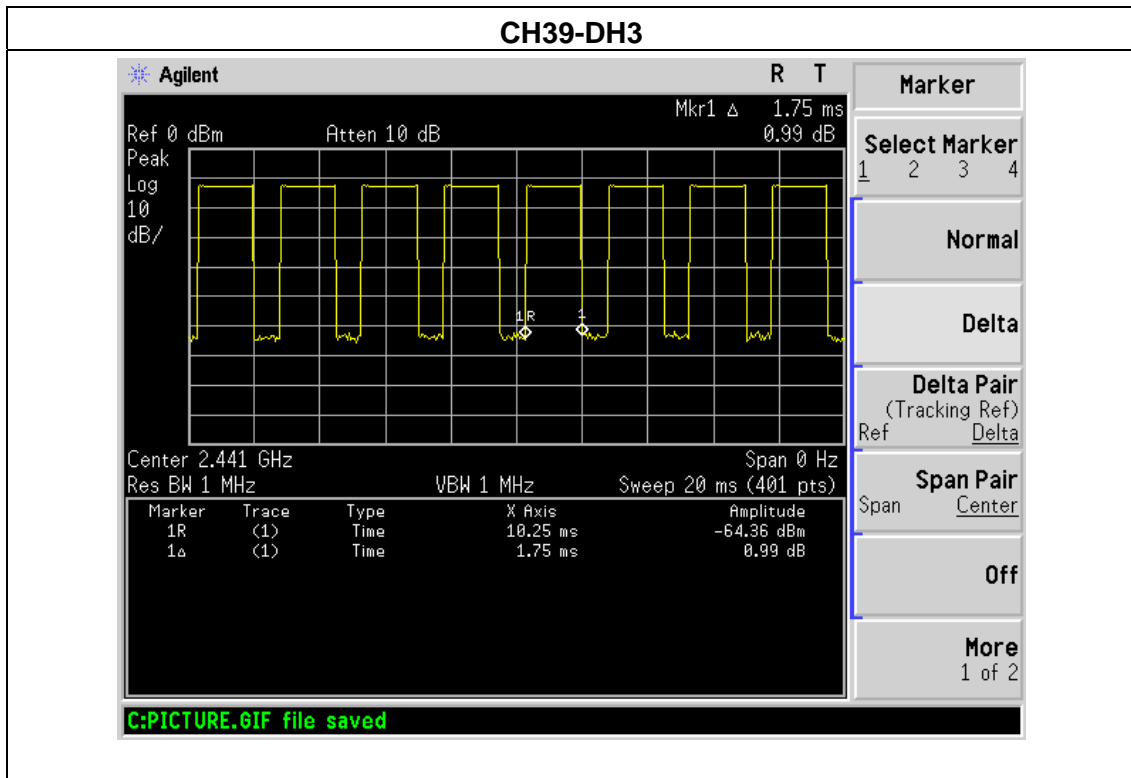 CH39-DH3
Agilent R T
Mkr1 Δ 1.75 ms
Ref 0 dBm Atten 10 dB 0.99 dB
Peak
Log
10
dB/
1R 1
Center 2.441 GHz Span 0 Hz
Res BW 1 MHz VBW 1 MHz Sweep 20 ms (401 pts)
Marker Trace Type X Axis Amplitude
1R (1) Time 10.25 ms -64.36 dBm
1Δ (1) Time 1.75 ms 0.99 dB
C:PICTURE.GIF file saved
Marker
Select Marker
1 2 3 4
Normal
Delta
Delta Pair
(Tracking Ref)
Ref Delta
Span Pair
Span Center
Off
More
1 of 2